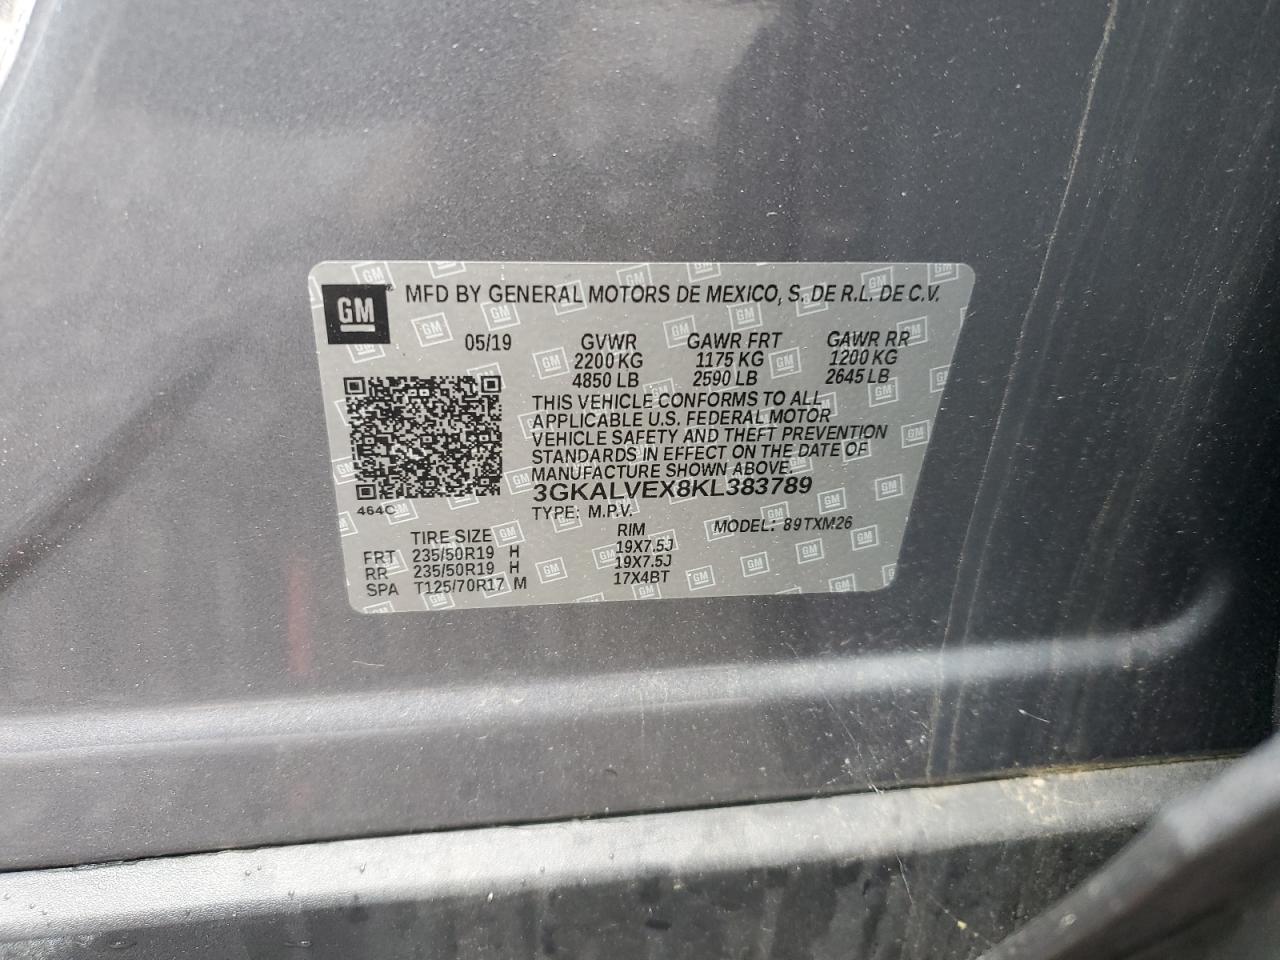 GM MFD BY GENERAL MOTORS DE MEXICO, S. DE R.L. DE C.V.
05/19 GVWR GAWR FRT GAWR RR
2200 KG 1175 KG 1200 KG
4850 LB 2590 LB 2645 LB
THIS VEHICLE CONFORMS TO ALL
APPLICABLE U.S. FEDERAL MOTOR
VEHICLE SAFETY AND THEFT PREVENTION
STANDARDS IN EFFECT ON THE DATE OF
MANUFACTURE SHOWN ABOVE.
3GKALVEX8KL383789
464C TYPE: M.P.V. MODEL: 89TXM26
TIRE SIZE RIM
FRT 235/50R19 H 19X7.5J
RR 235/50R19 H 19X7.5J
SPA T125/70R17 M 17X4BT